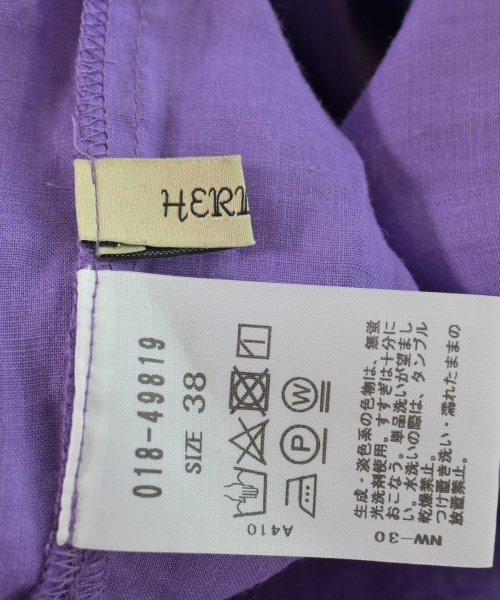 HERI
018-49819
SIZE 38
A410
生成・淡色系の色物は、無蛍
光洗剤使用。すすぎは十分に
おこなう。単品洗いが望まし
い。水洗いの際は、タンブル
乾燥禁止。
つけ置き洗い・濡れたままの
放置禁止。
NW-30